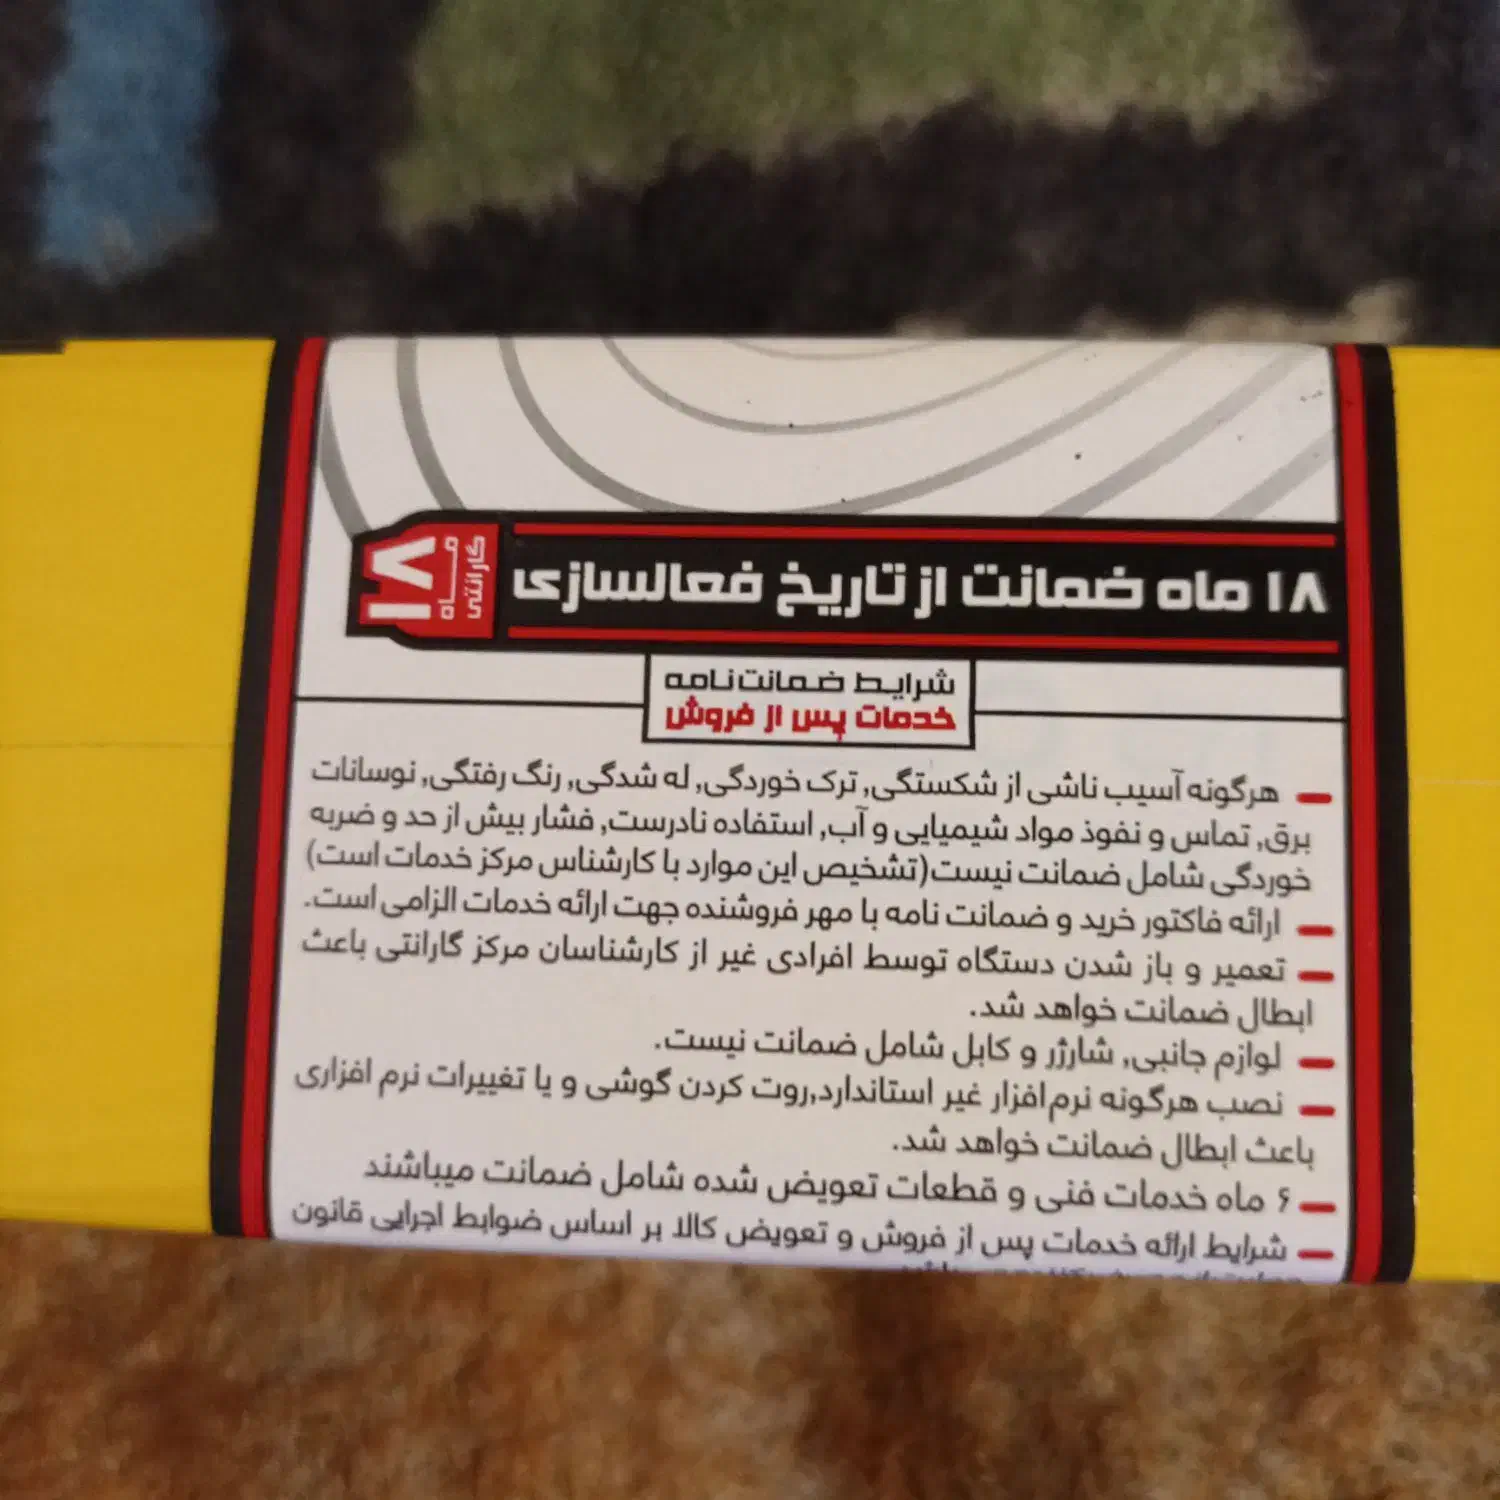 ۱۸ ماه ضمانت از تاریخ فعالسازی
۱۸
ماه
گارانتی
شرایط ضمانت‌نامه
خدمات پس از فروش
هرگونه آسیب ناشی از شکستگی, ترک خوردگی, له شدگی, رنگ رفتگی, نوسانات
برق, تماس و نفوذ مواد شیمیایی و آب, استفاده نادرست, فشار بیش از حد و ضربه
خوردگی شامل ضمانت نیست(تشخیص این موارد با کارشناس مرکز خدمات است)
ارائه فاکتور خرید و ضمانت نامه با مهر فروشنده جهت ارائه خدمات الزامی است.
تعمیر و باز شدن دستگاه توسط افرادی غیر از کارشناسان مرکز گارانتی باعث
ابطال ضمانت خواهد شد.
لوازم جانبی, شارژر و کابل شامل ضمانت نیست.
نصب هرگونه نرم‌افزار غیر استاندارد,روت کردن گوشی و یا تغییرات نرم افزاری
باعث ابطال ضمانت خواهد شد.
۶ ماه خدمات فنی و قطعات تعویض شده شامل ضمانت میباشند
شرایط ارائه خدمات پس از فروش و تعویض کالا بر اساس ضوابط اجرایی قانون